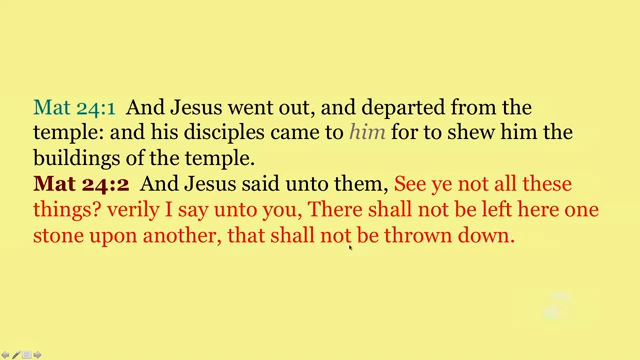 Mat 24:1  And Jesus went out, and departed from the
temple: and his disciples came to him for to shew him the
buildings of the temple.
Mat 24:2  And Jesus said unto them, See ye not all these
things? verily I say unto you, There shall not be left here one
stone upon another, that shall not be thrown down.